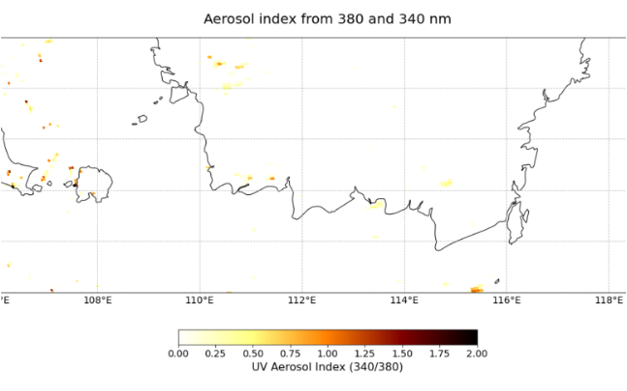 Aerosol index from 380 and 340 nm
°E 108°E 110°E 112°E 114°E 116°E 118°E
0.00 0.25 0.50 0.75 1.00 1.25 1.50 1.75 2.00
UV Aerosol Index (340/380)